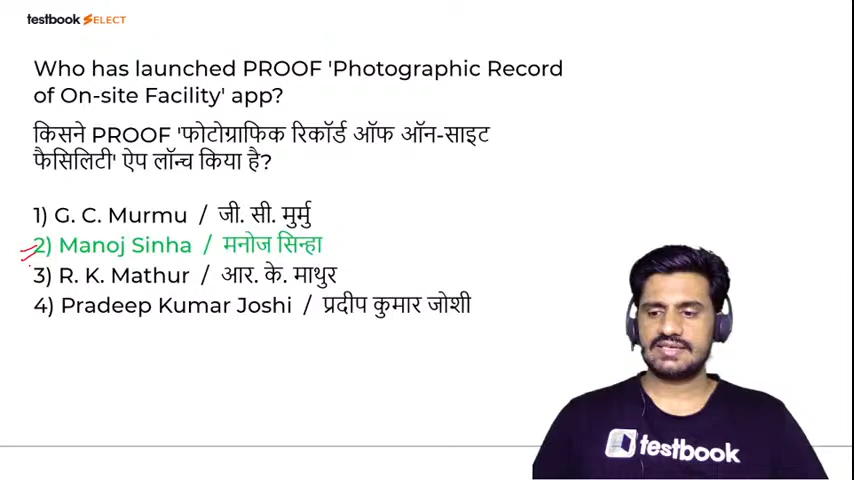 testbook SELECT
Who has launched PROOF 'Photographic Record
of On-site Facility' app?
किसने PROOF 'फोटोग्राफिक रिकॉर्ड ऑफ ऑन-साइट
फैसिलिटी' ऐप लॉन्च किया है?
1) G. C. Murmu / जी. सी. मुर्मु
2) Manoj Sinha / मनोज सिन्हा
3) R. K. Mathur / आर. के. माथुर
4) Pradeep Kumar Joshi / प्रदीप कुमार जोशी
testbook